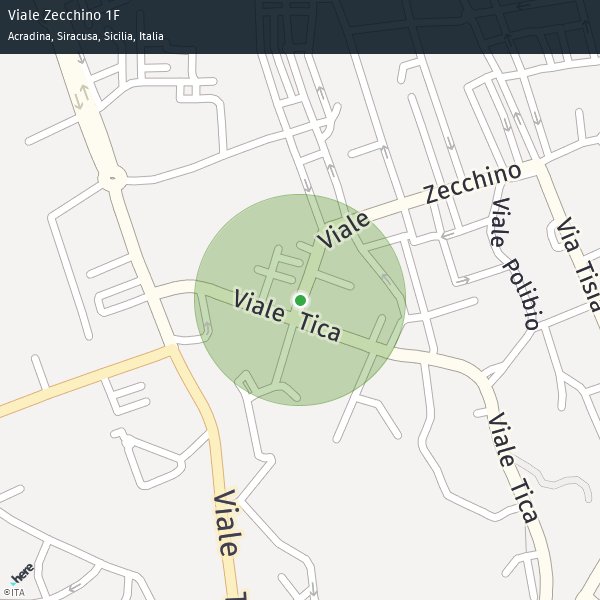 Viale Zecchino 1F
Acradina, Siracusa, Sicilia, Italia
Zecchino
Viale
Viale
Polibio
Via Tisia
Viale Tica
Viale Tica
Viale
here
©ITA